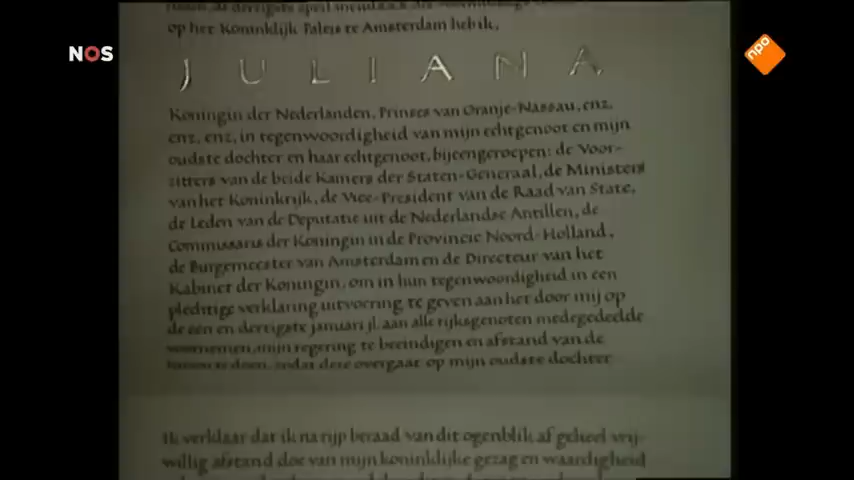 NOS
npo
op het Koninklijk Paleis te Amsterdam heb ik,
JULIANA
Koningin der Nederlanden, Prinses van Oranje-Nassau, enz,
enz, enz, in tegenwoordigheid van mijn echtgenoot en mijn
oudste dochter en haar echtgenoot, bijeengeroepen: de Voor-
zitters van de beide Kamers der Staten-Generaal, de Ministers
van het Koninkrijk, de Vice-President van de Raad van State,
de Leden van de Deputatie uit de Nederlandse Antillen, de
Commissaris der Koningin in de Provincie Noord-Holland,
de Burgemeester van Amsterdam en de Directeur van het
Kabinet der Koningin, om in hun tegenwoordigheid in een
plechtige verklaring uitvoering te geven aan het door mij op
de een en dertigste januari jl. aan alle rijksgenoten medegedeelde
voornemen mijn regering te beëindigen en afstand van de
dat deze overgaat op mijn oudste dochter
Ik verklaar dat ik na rijp beraad van dit ogenblik af geheel vrij-
willig afstand doe van mijn koninklijke gezag en waardigheid